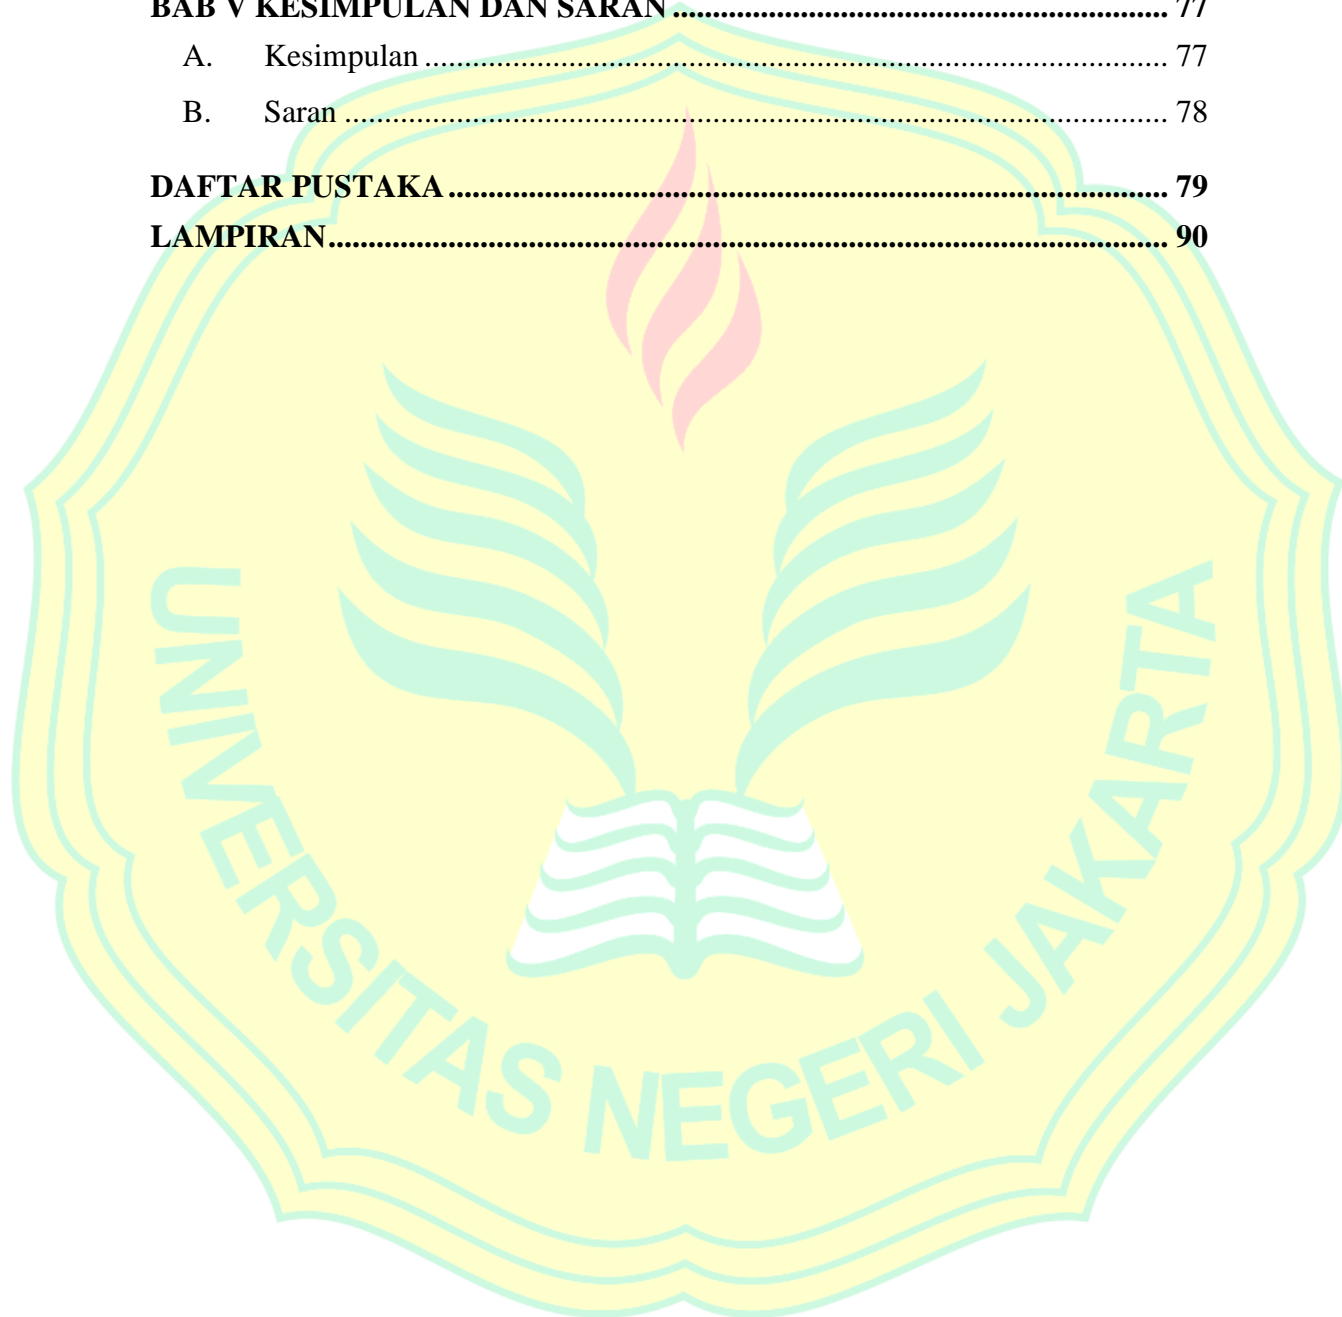 BAB V KESIMPULAN DAN SARAN ............................................................... 77
A. Kesimpulan ............................................................................................. 77
B. Saran ....................................................................................................... 78
DAFTAR PUSTAKA ........................................................................................... 79
LAMPIRAN.......................................................................................................... 90
UNIVERSITAS NEGERI JAKARTA